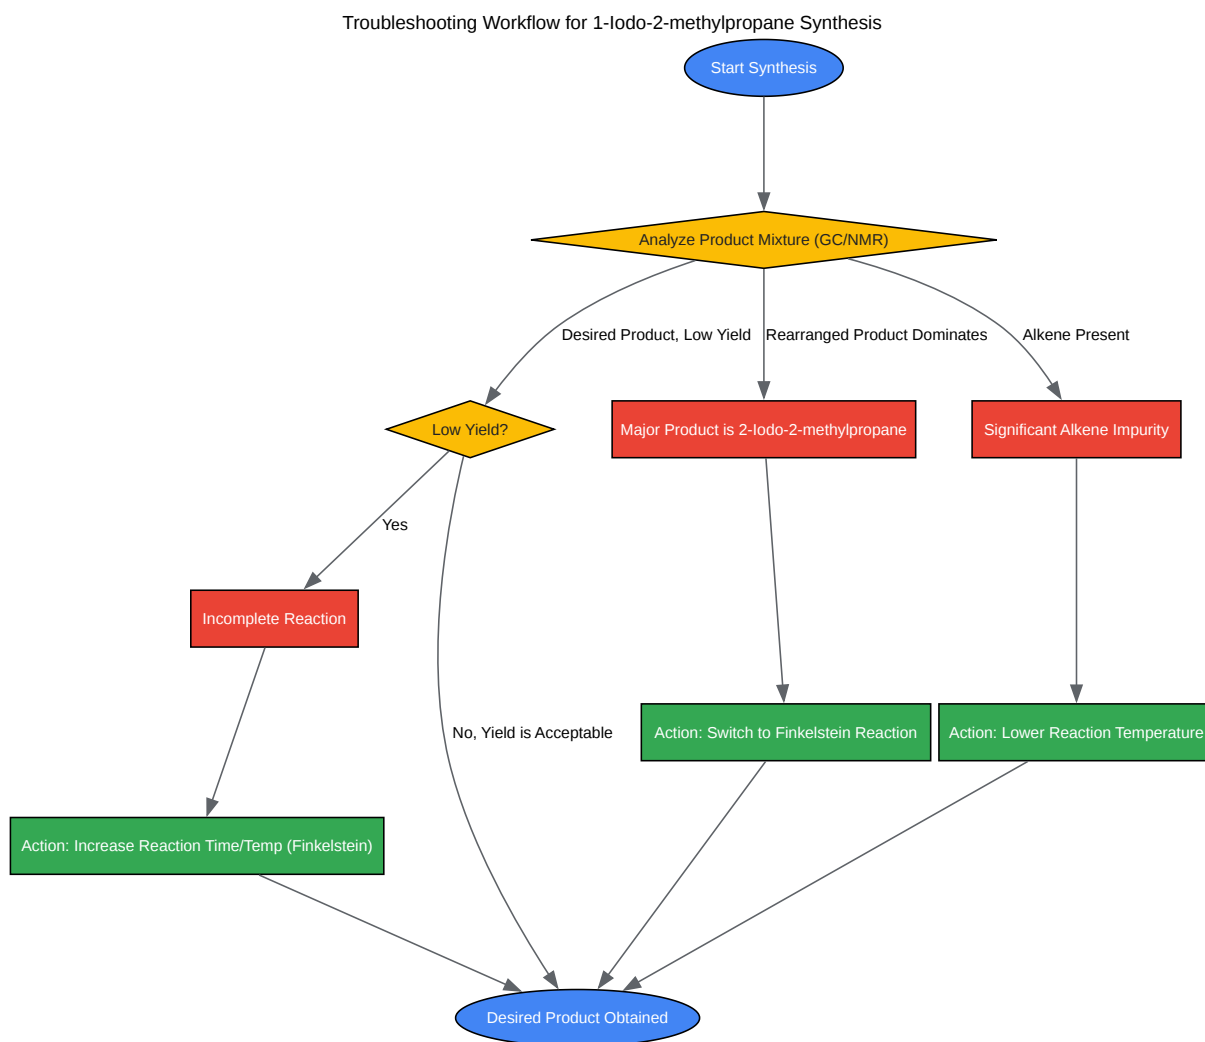 Troubleshooting Workflow for 1-Iodo-2-methylpropane Synthesis
Start Synthesis
Analyze Product Mixture (GC/NMR)
Desired Product, Low Yield
Rearranged Product Dominates
Alkene Present
Low Yield?
Major Product is 2-Iodo-2-methylpropane
Significant Alkene Impurity
Yes
Incomplete Reaction
No, Yield is Acceptable
Action: Switch to Finkelstein Reaction
Action: Lower Reaction Temperature
Action: Increase Reaction Time/Temp (Finkelstein)
Desired Product Obtained